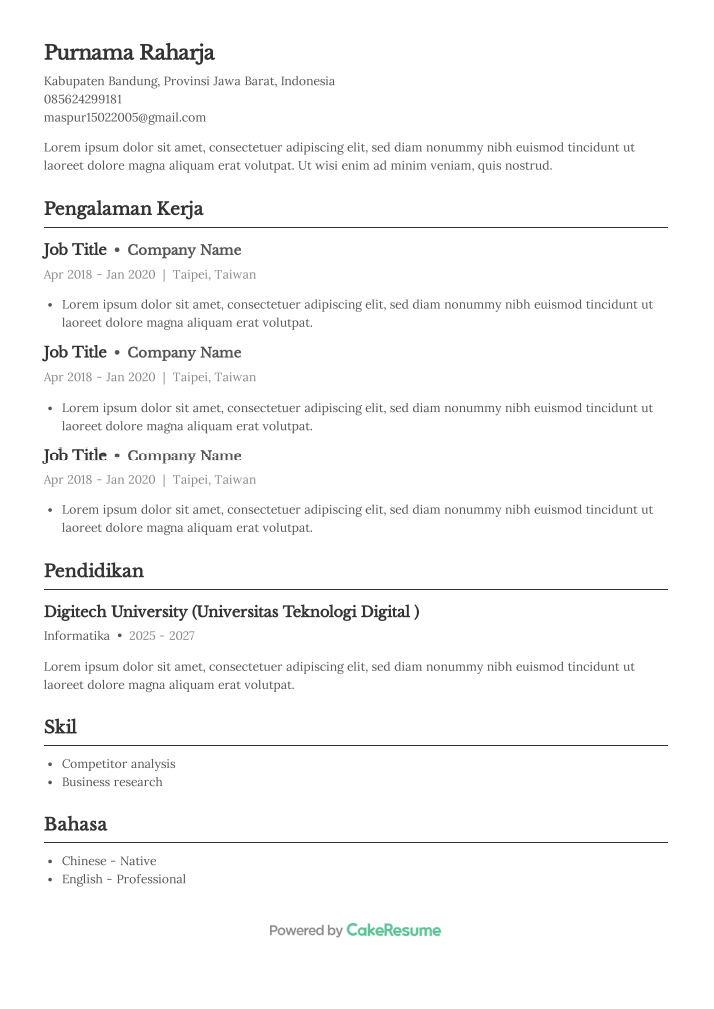 Purnama Raharja
Kabupaten Bandung, Provinsi Jawa Barat, Indonesia
085624299181
maspur15022005@gmail.com
Lorem ipsum dolor sit amet, consectetuer adipiscing elit, sed diam nonummy nibh euismod tincidunt ut
laoreet dolore magna aliquam erat volutpat. Ut wisi enim ad minim veniam, quis nostrud.
Pengalaman Kerja
Job Title • Company Name
Apr 2018 - Jan 2020 | Taipei, Taiwan
• Lorem ipsum dolor sit amet, consectetuer adipiscing elit, sed diam nonummy nibh euismod tincidunt ut
laoreet dolore magna aliquam erat volutpat.
Job Title • Company Name
Apr 2018 - Jan 2020 | Taipei, Taiwan
• Lorem ipsum dolor sit amet, consectetuer adipiscing elit, sed diam nonummy nibh euismod tincidunt ut
laoreet dolore magna aliquam erat volutpat.
Job Title • Company Name
Apr 2018 - Jan 2020 | Taipei, Taiwan
• Lorem ipsum dolor sit amet, consectetuer adipiscing elit, sed diam nonummy nibh euismod tincidunt ut
laoreet dolore magna aliquam erat volutpat.
Pendidikan
Digitech University (Universitas Teknologi Digital )
Informatika • 2025 - 2027
Lorem ipsum dolor sit amet, consectetuer adipiscing elit, sed diam nonummy nibh euismod tincidunt ut
laoreet dolore magna aliquam erat volutpat.
Skil
• Competitor analysis
• Business research
Bahasa
• Chinese - Native
• English - Professional
Powered by CakeResume